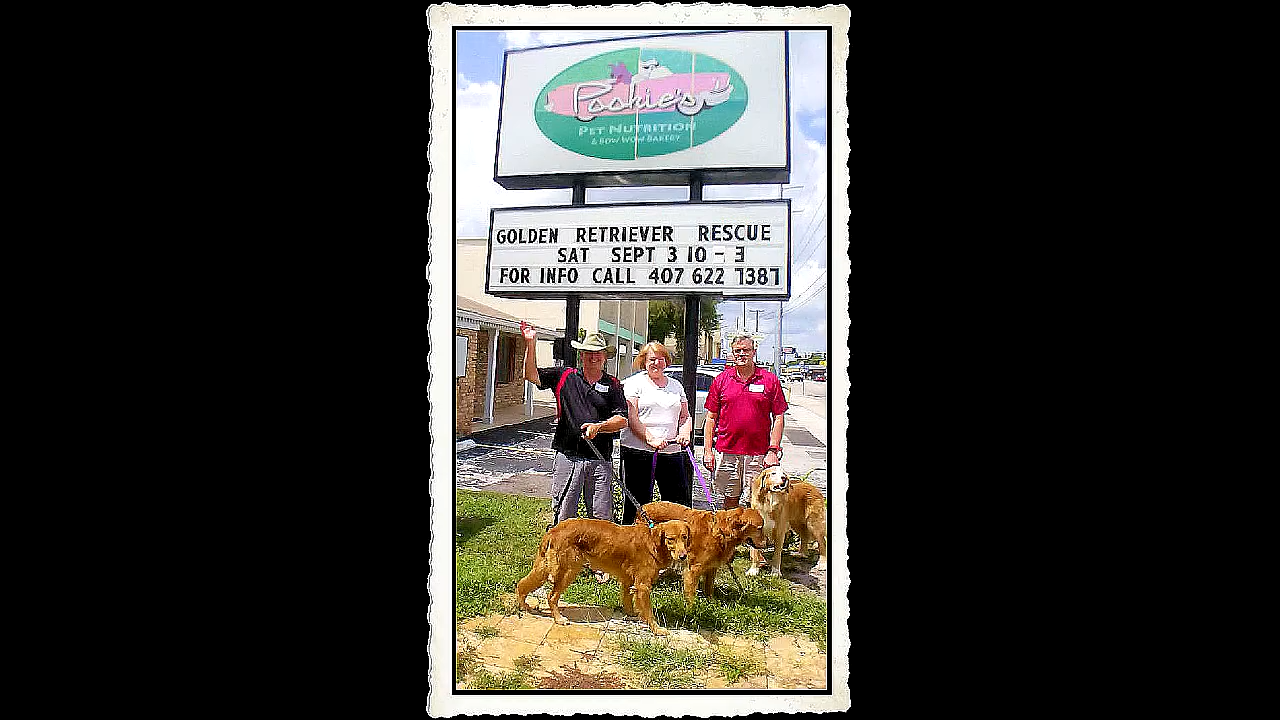 Pookie's
PET NUTRITION
& BOW WOW BAKERY
GOLDEN RETRIEVER RESCUE
SAT SEPT 3 10 - 3
FOR INFO CALL 407 622 7387